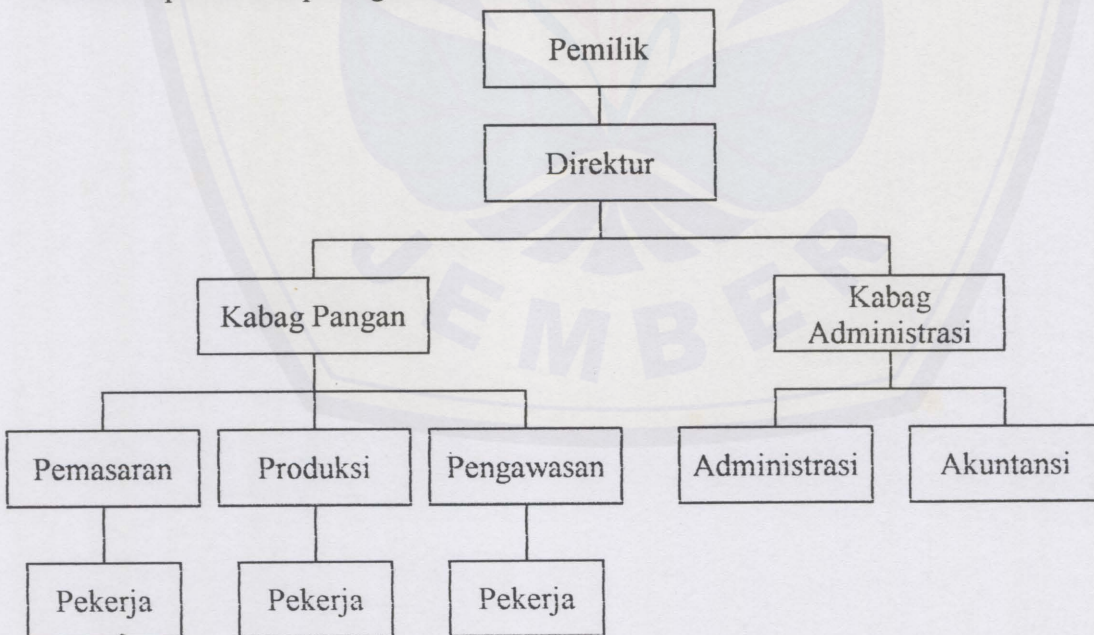 Pemilik
Direktur
Kabag Pangan
Kabag
Administrasi
Pemasaran
Produksi
Pengawasan
Administrasi
Akuntansi
Pekerja
Pekerja
Pekerja
JEMBER